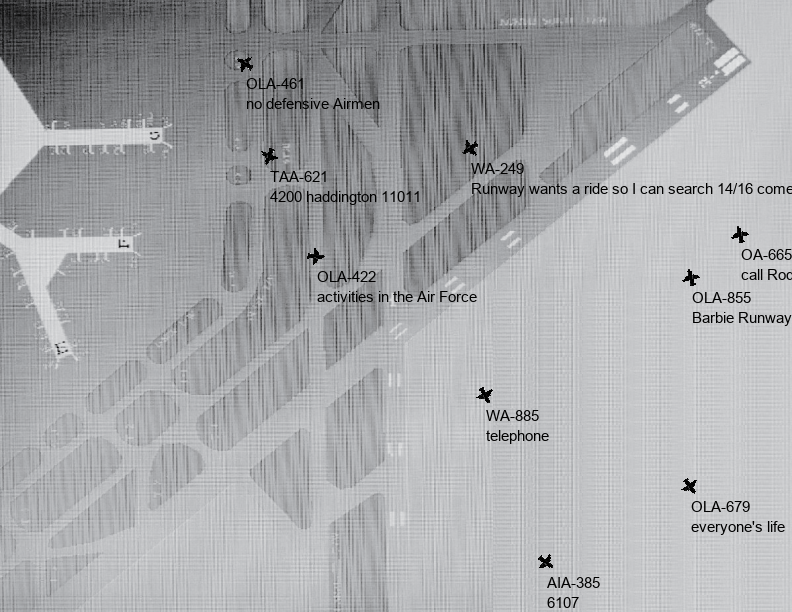 OLA-461
no defensive Airmen
TAA-621
4200 haddington 11011
WA-249
Runway wants a ride so I can search 14/16 come
OA-665
call Roc
OLA-422
activities in the Air Force
OLA-855
Barbie Runway
WA-885
telephone
OLA-679
everyone's life
AIA-385
6107